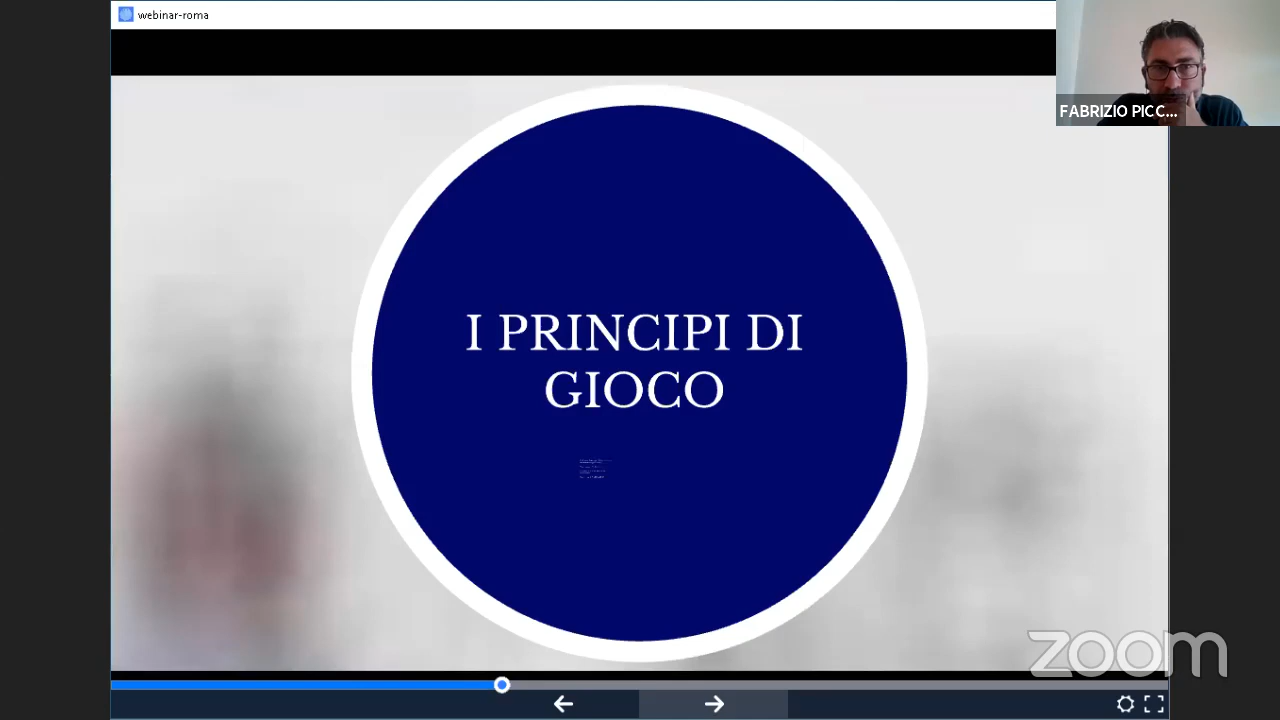 webinar-roma
FABRIZIO PICC...
I PRINCIPI DI
GIOCO
zoom